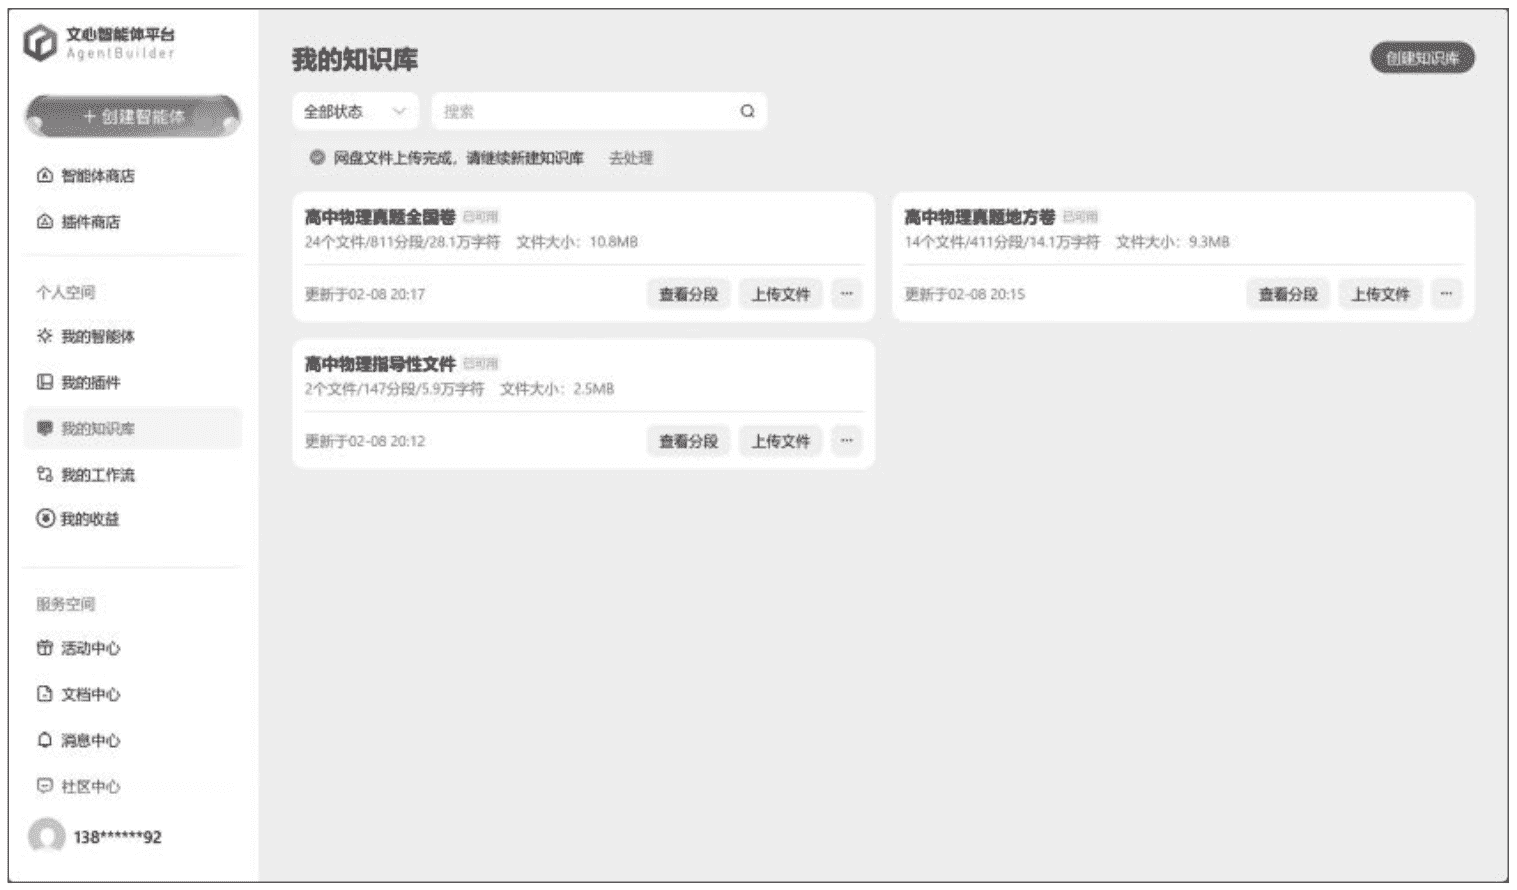 文心智能体平台
AgentBuilder
+ 创建智能体
智能体商店
插件商店
个人空间
我的智能体
我的插件
我的知识库
我的工作流
我的收益
服务空间
活动中心
文档中心
消息中心
社区中心
138******92
我的知识库
创建知识库
全部状态
搜索
网盘文件上传完成，请继续新建知识库 去处理
高中物理真题全国卷 已可用
24个文件/811分段/28.1万字符 文件大小：10.8MB
更新于02-08 20:17 查看分段 上传文件 ···
高中物理真题地方卷 已可用
14个文件/411分段/14.1万字符 文件大小：9.3MB
更新于02-08 20:15 查看分段 上传文件 ···
高中物理指导性文件 已可用
2个文件/147分段/5.9万字符 文件大小：2.5MB
更新于02-08 20:12 查看分段 上传文件 ···